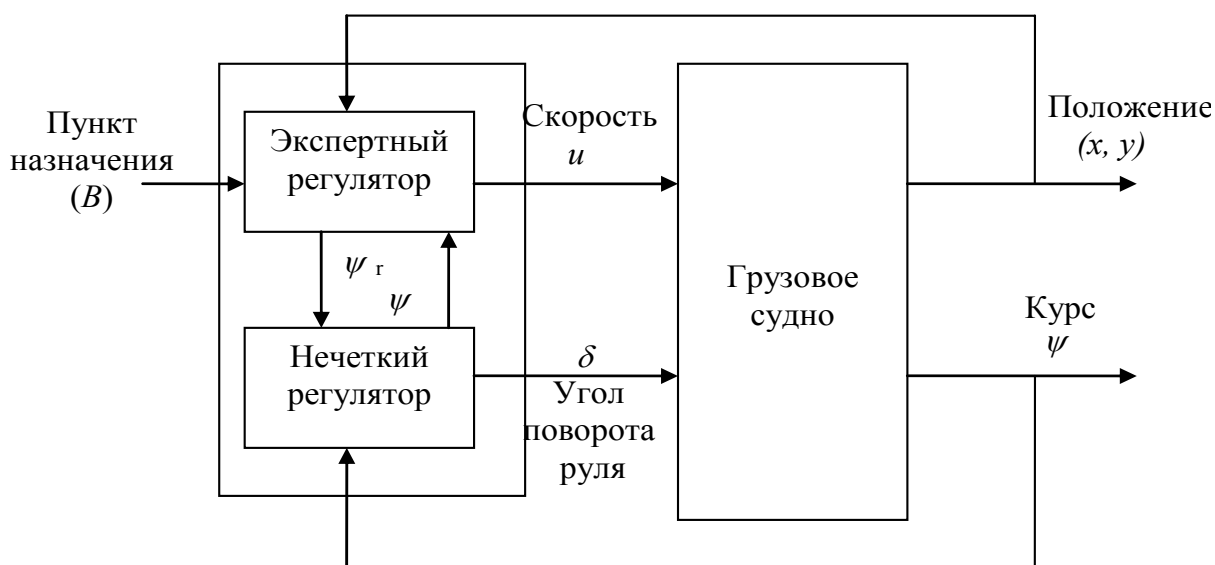 Пункт
назначения
(B)
Экспертный
регулятор
Скорость
u
Положение
(x, y)
ψ r
ψ
Грузовое
судно
Курс
ψ
Нечеткий
регулятор
δ
Угол
поворота
руля